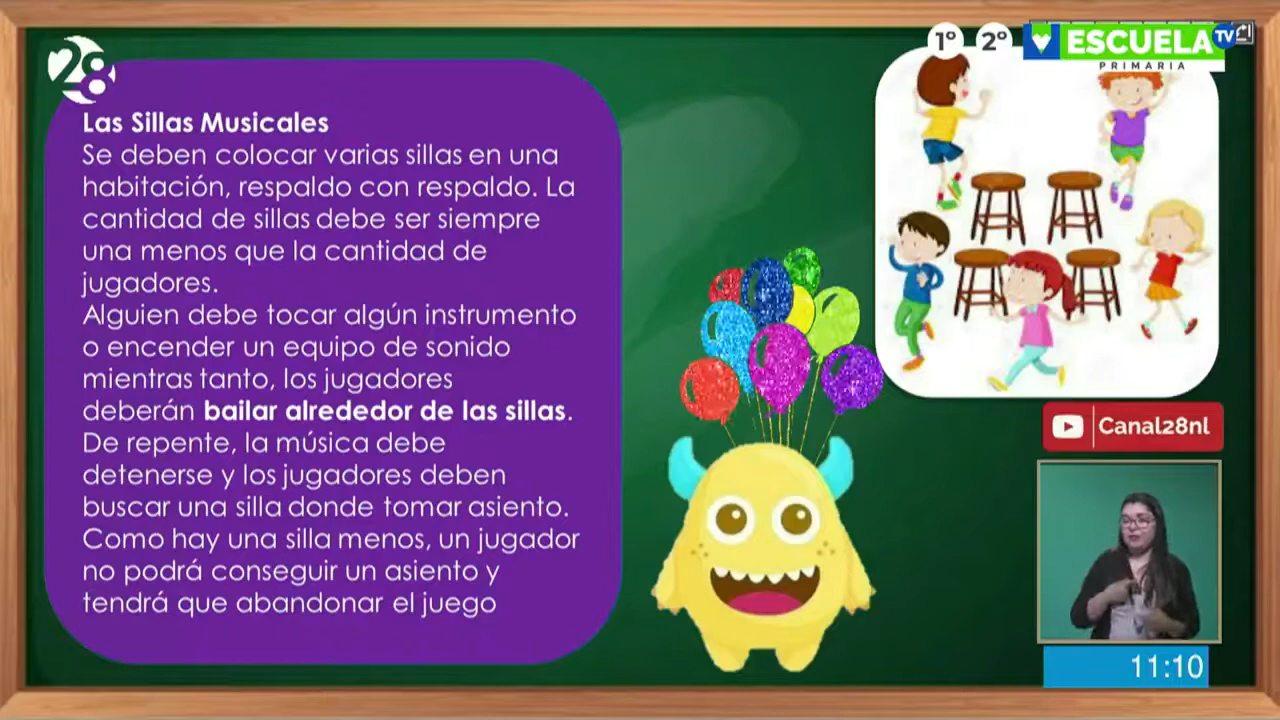 28
1º 2º ESCUELA TV
PRIMARIA
Las Sillas Musicales
Se deben colocar varias sillas en una
habitación, respaldo con respaldo. La
cantidad de sillas debe ser siempre
una menos que la cantidad de
jugadores.
Alguien debe tocar algún instrumento
o encender un equipo de sonido
mientras tanto, los jugadores
deberán bailar alrededor de las sillas.
De repente, la música debe
detenerse y los jugadores deben
buscar una silla donde tomar asiento.
Como hay una silla menos, un jugador
no podrá conseguir un asiento y
tendrá que abandonar el juego
Canal28nl
11:10